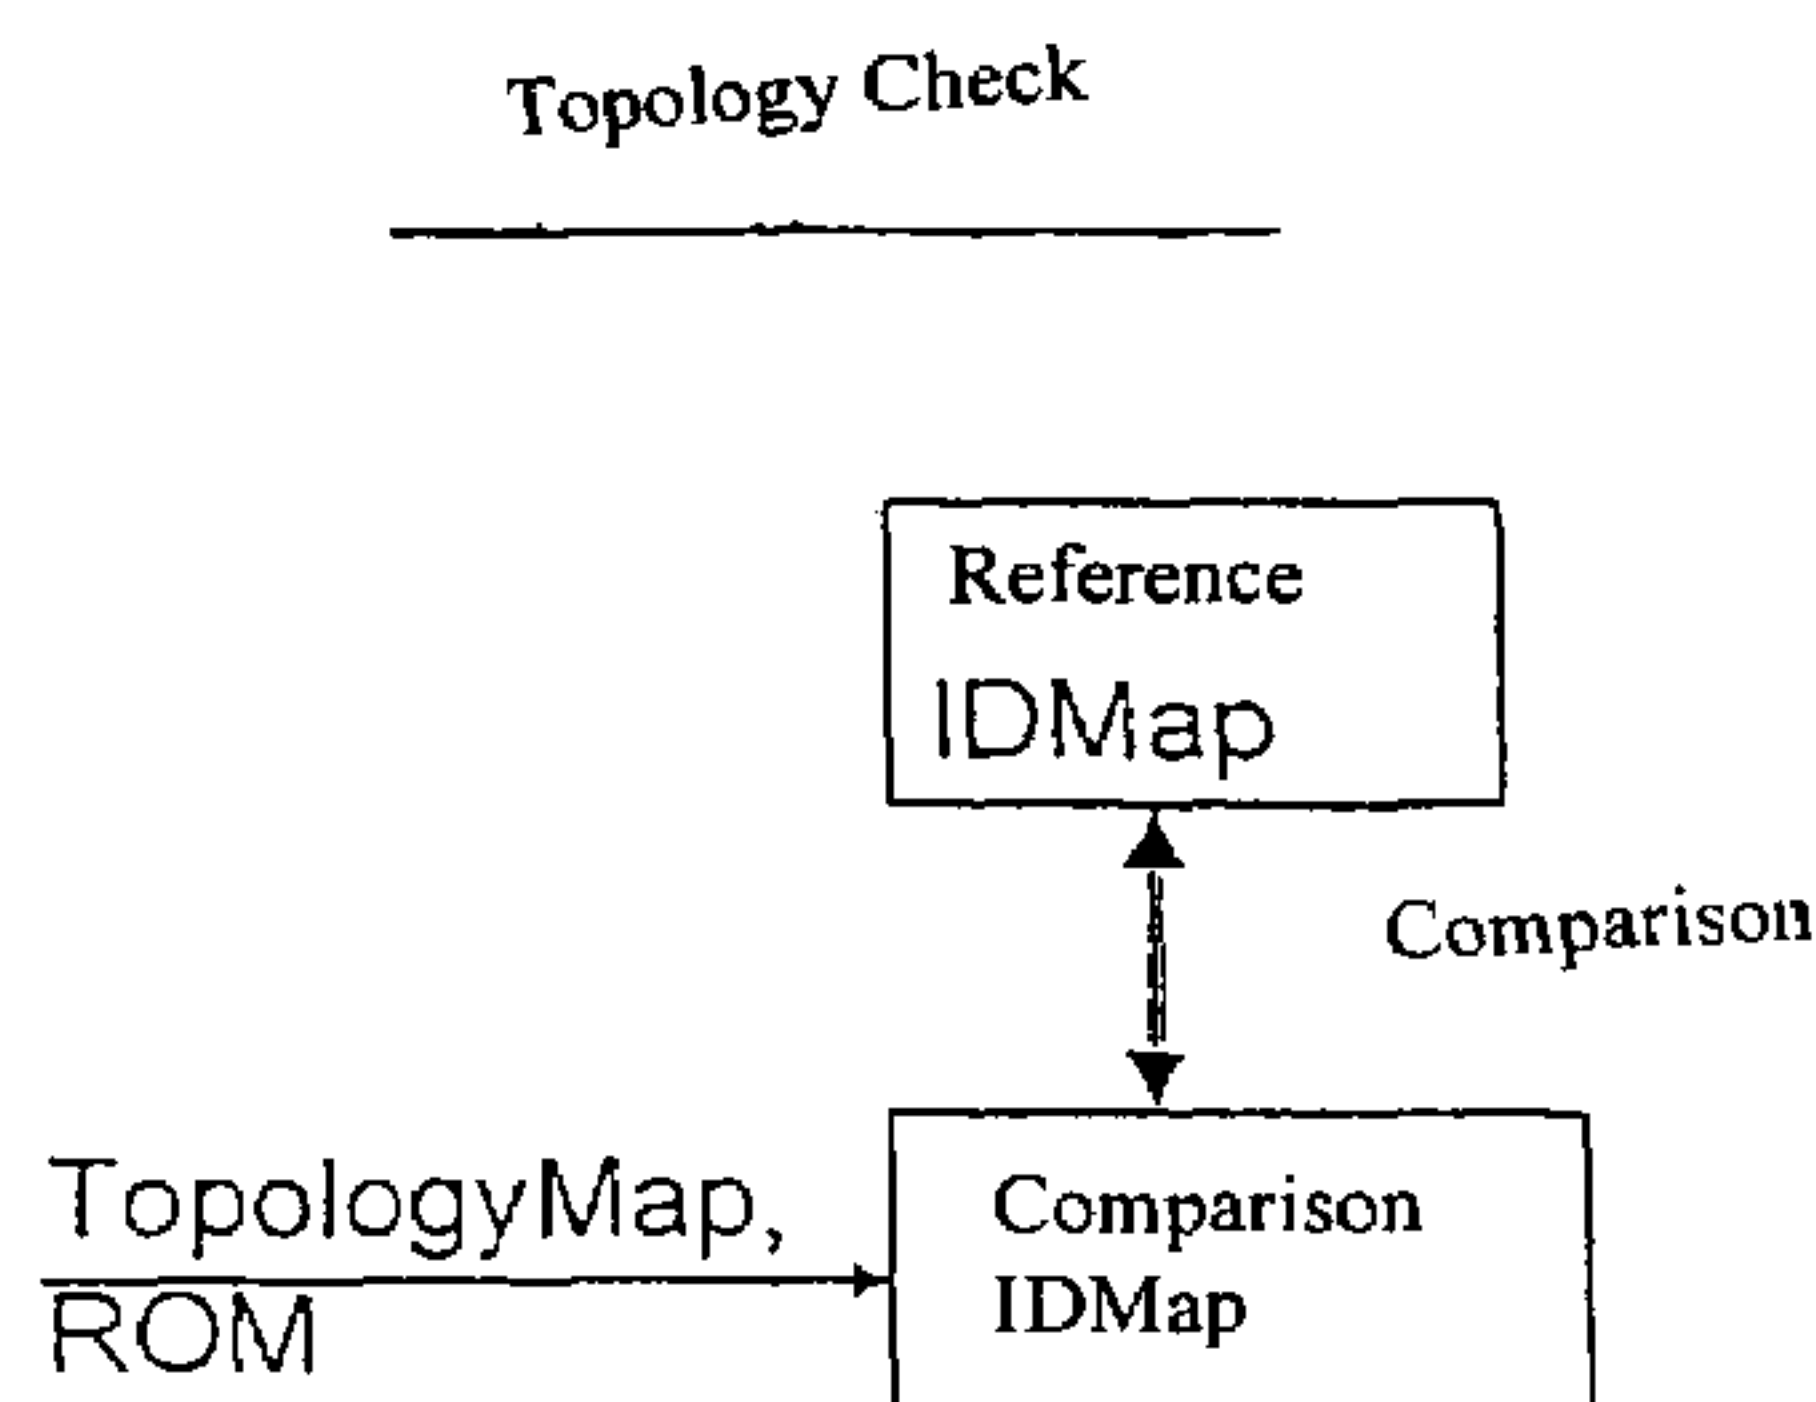 Topology Check
Reference
IDMap
Comparison
TopologyMap,
ROM
Comparison
IDMap